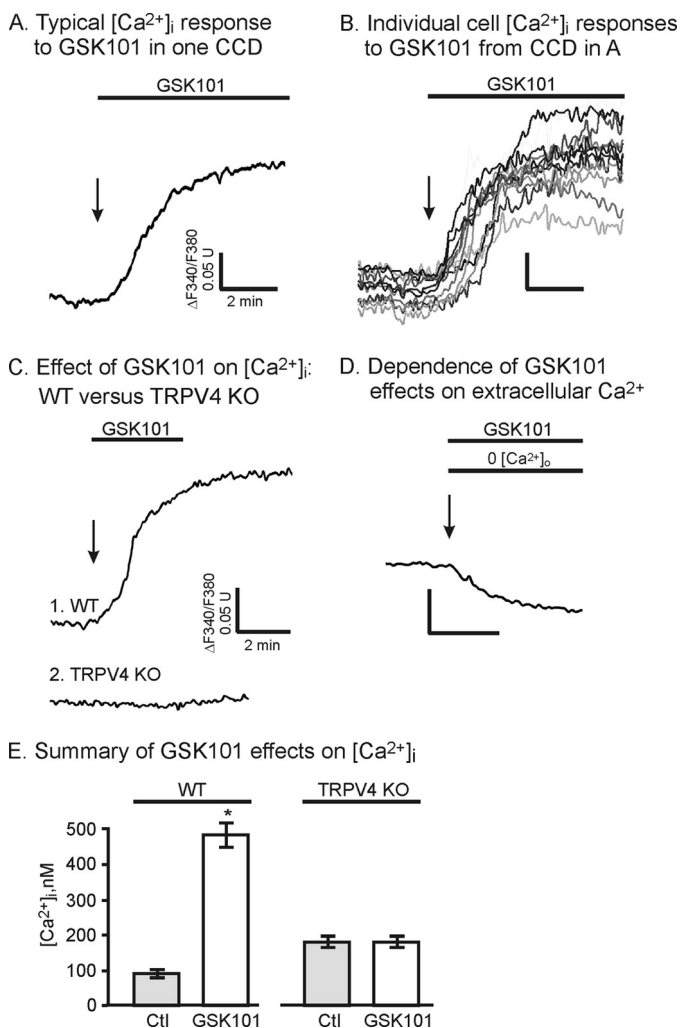 A. Typical [Ca²⁺]ᵢ response
to GSK101 in one CCD
GSK101
ΔF340/F380
0.05 U
2 min
B. Individual cell [Ca²⁺]ᵢ responses
to GSK101 from CCD in A
GSK101
C. Effect of GSK101 on [Ca²⁺]ᵢ:
WT versus TRPV4 KO
GSK101
1. WT
ΔF340/F380
0.05 U
2 min
2. TRPV4 KO
D. Dependence of GSK101
effects on extracellular Ca²⁺
GSK101
0 [Ca²⁺]ₒ
E. Summary of GSK101 effects on [Ca²⁺]ᵢ
WT
TRPV4 KO
*
[Ca²⁺]ᵢ,nM
500
400
300
200
100
0
Ctl GSK101
Ctl GSK101